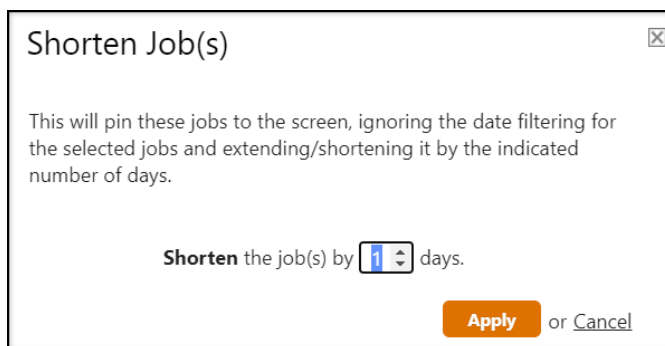 Shorten Job(s)
This will pin these jobs to the screen, ignoring the date filtering for
the selected jobs and extending/shortening it by the indicated
number of days.
Shorten the job(s) by 1 days.
Apply or Cancel